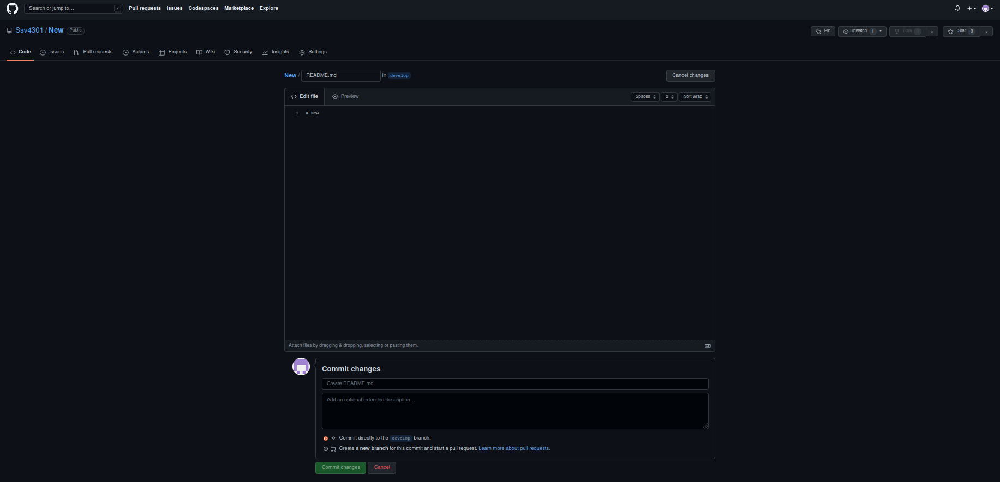 Search or jump to... / Pull requests Issues Codespaces Marketplace Explore
Ssv4301 / New Public Pin Unwatch 1 Fork 0 Star 0
Code Issues Pull requests Actions Projects Wiki Security Insights Settings
New / README.md in develop Cancel changes
Edit file Preview Spaces 2 Soft wrap
1 # New
Attach files by dragging & dropping, selecting or pasting them.
Commit changes
Create README.md
Add an optional extended description...
Commit directly to the develop branch.
Create a new branch for this commit and start a pull request. Learn more about pull requests.
Commit changes Cancel